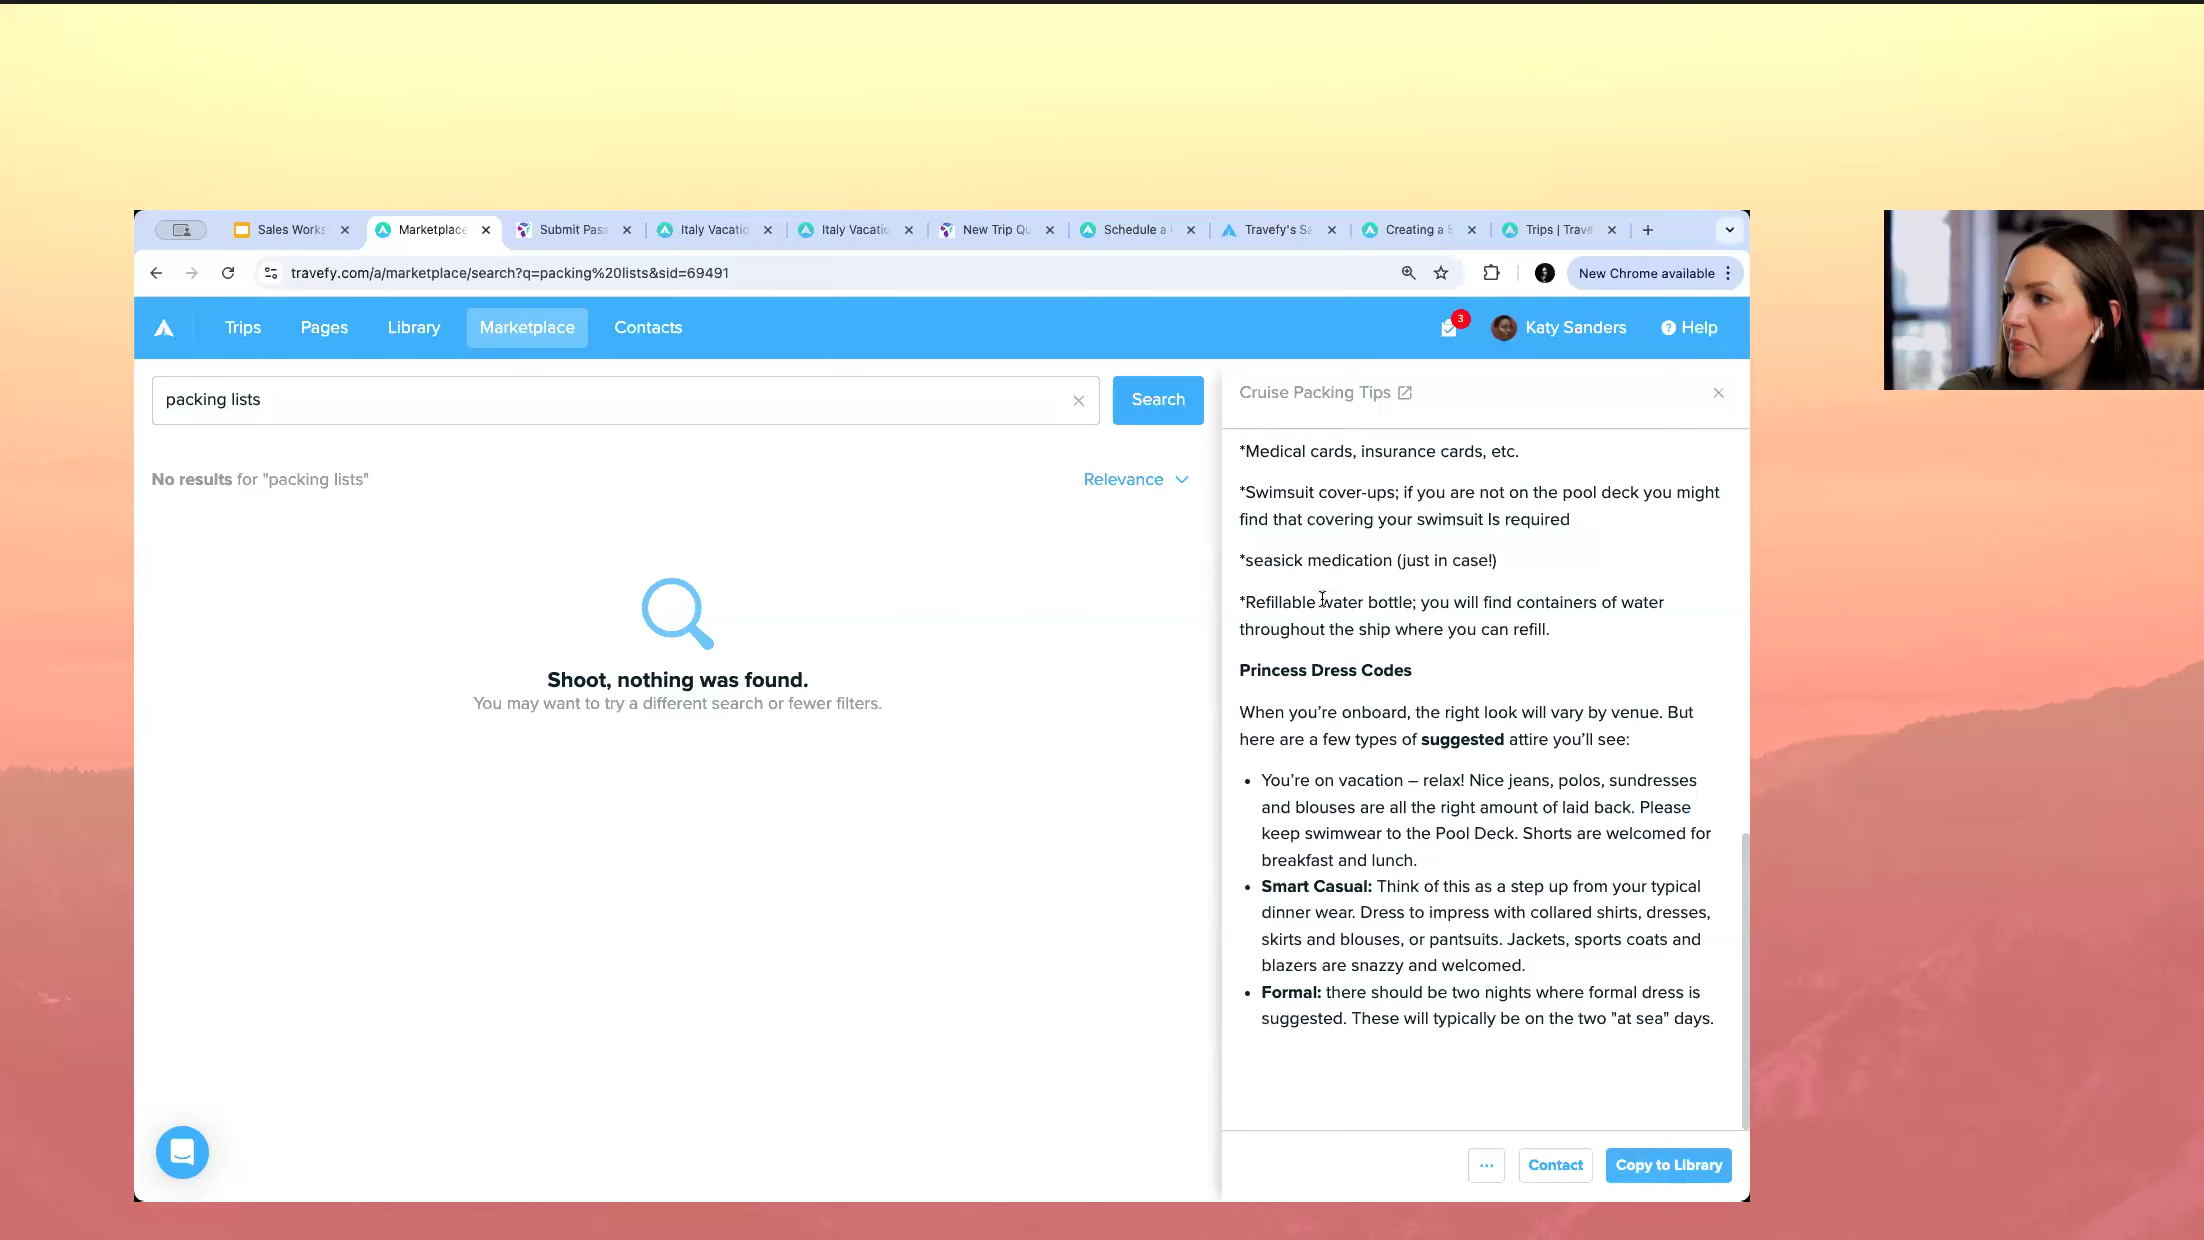 Sales Works
Marketplace
Submit Pass
Italy Vacatio
Italy Vacatio
New Trip Qu
Schedule a
Travefy's Sa
Creating a S
Trips | Trave
travefy.com/a/marketplace/search?q=packing%20lists&sid=69491
New Chrome available
Trips
Pages
Library
Marketplace
Contacts
3
Katy Sanders
Help
packing lists
Search
No results for "packing lists"
Relevance
Shoot, nothing was found.
You may want to try a different search or fewer filters.
Cruise Packing Tips
*Medical cards, insurance cards, etc.
*Swimsuit cover-ups; if you are not on the pool deck you might
find that covering your swimsuit Is required
*seasick medication (just in case!)
*Refillable water bottle; you will find containers of water
throughout the ship where you can refill.
Princess Dress Codes
When you’re onboard, the right look will vary by venue. But
here are a few types of suggested attire you’ll see:
You’re on vacation – relax! Nice jeans, polos, sundresses
and blouses are all the right amount of laid back. Please
keep swimwear to the Pool Deck. Shorts are welcomed for
breakfast and lunch.
Smart Casual: Think of this as a step up from your typical
dinner wear. Dress to impress with collared shirts, dresses,
skirts and blouses, or pantsuits. Jackets, sports coats and
blazers are snazzy and welcomed.
Formal: there should be two nights where formal dress is
suggested. These will typically be on the two "at sea" days.
Contact
Copy to Library